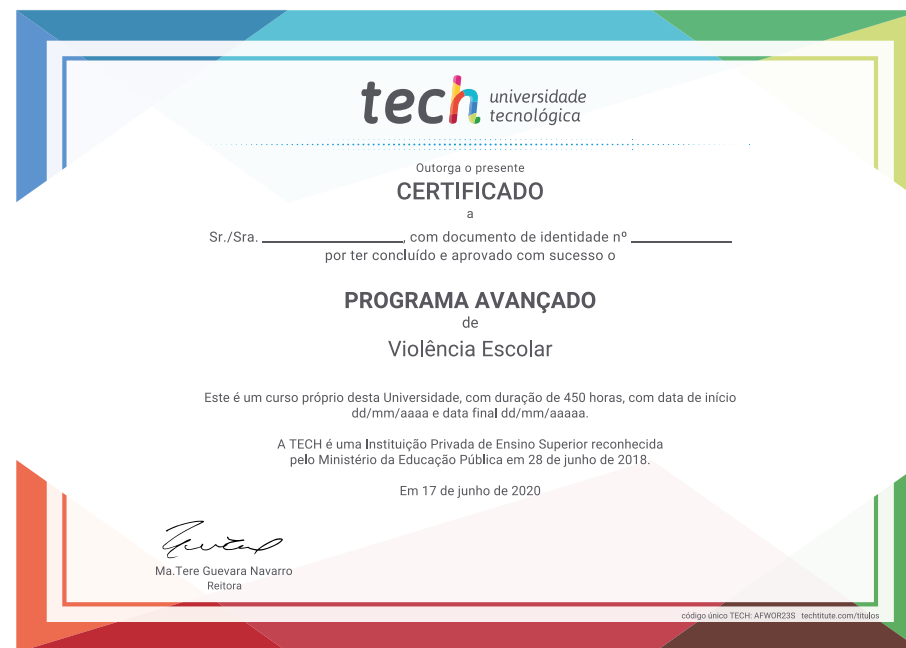 tech universidade
tecnológica
Outorga o presente
CERTIFICADO
a
Sr./Sra. ____________, com documento de identidade nº ____________
por ter concluído e aprovado com sucesso o
PROGRAMA AVANÇADO
de
Violência Escolar
Este é um curso próprio desta Universidade, com duração de 450 horas, com data de início
dd/mm/aaaa e data final dd/mm/aaaaa.
A TECH é uma Instituição Privada de Ensino Superior reconhecida
pelo Ministério da Educação Pública em 28 de junho de 2018.
Em 17 de junho de 2020
Ma.Tere Guevara Navarro
Reitora
código único TECH: AFWOR23S techtitute.com/titulos